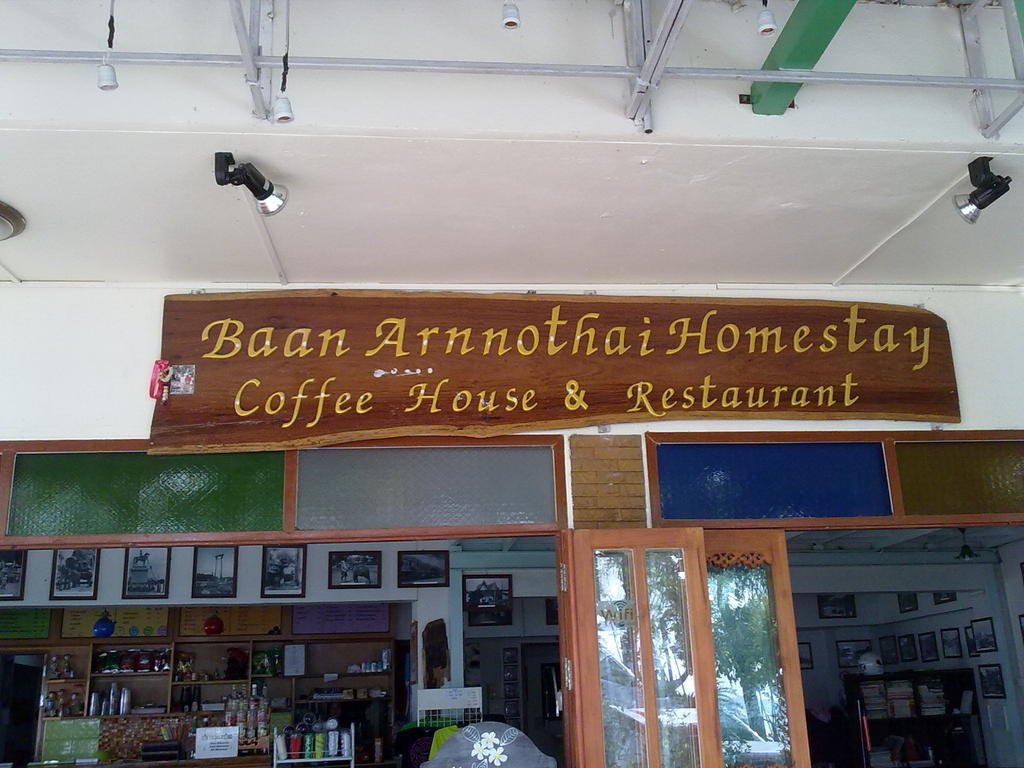 Baan Arnnothai Homestay
Coffee House & Restaurant